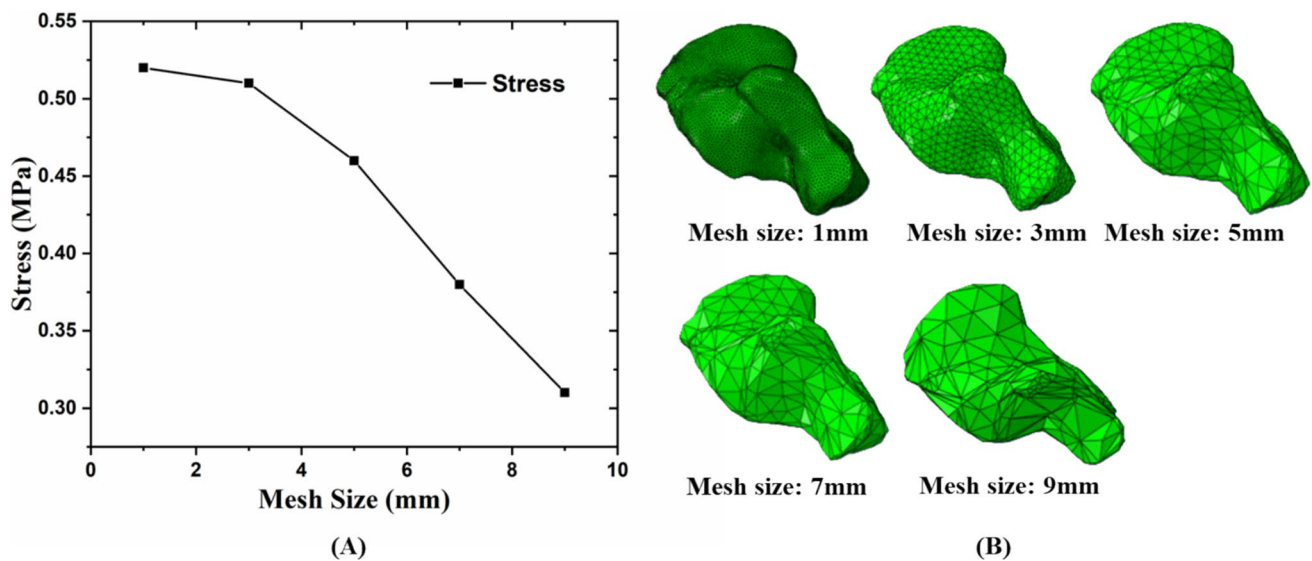 0.55
0.50
0.45
0.40
0.35
0.30
Stress (MPa)
Stress
0
2
4
6
8
10
Mesh Size (mm)
(A)
Mesh size: 1mm
Mesh size: 3mm
Mesh size: 5mm
Mesh size: 7mm
Mesh size: 9mm
(B)